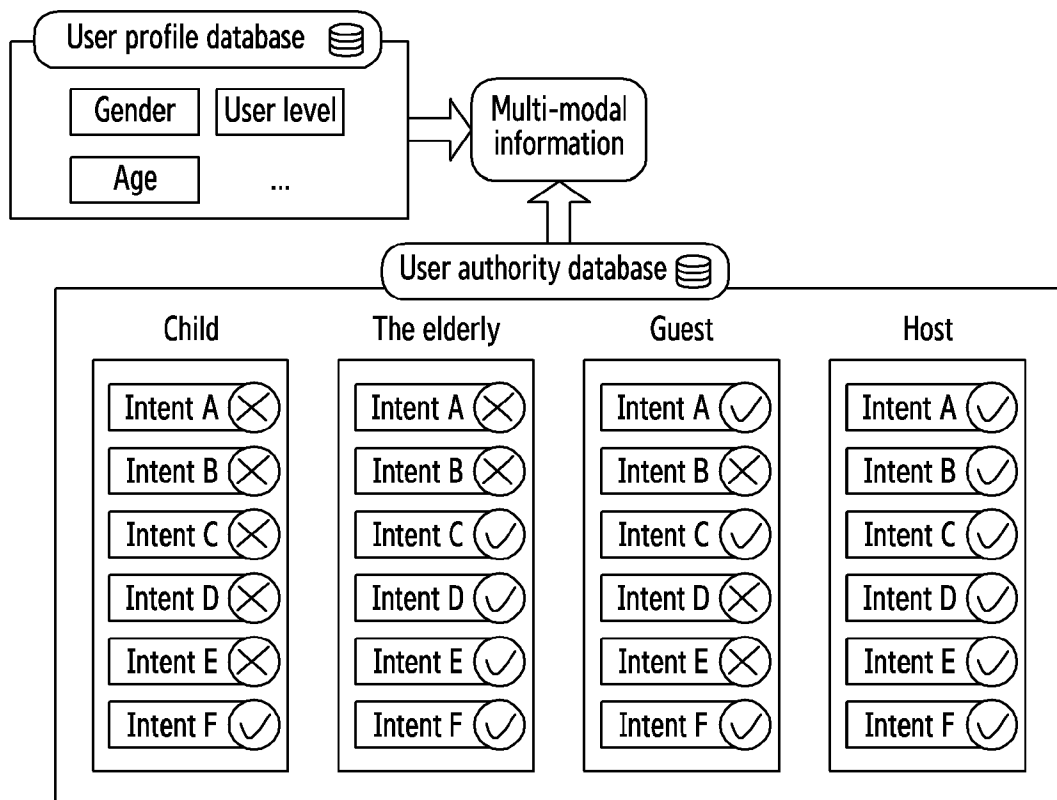 User profile database
Gender
User level
Age
...
Multi-modal
information
User authority database
Child
Intent A
Intent B
Intent C
Intent D
Intent E
Intent F
The elderly
Intent A
Intent B
Intent C
Intent D
Intent E
Intent F
Guest
Intent A
Intent B
Intent C
Intent D
Intent E
Intent F
Host
Intent A
Intent B
Intent C
Intent D
Intent E
Intent F